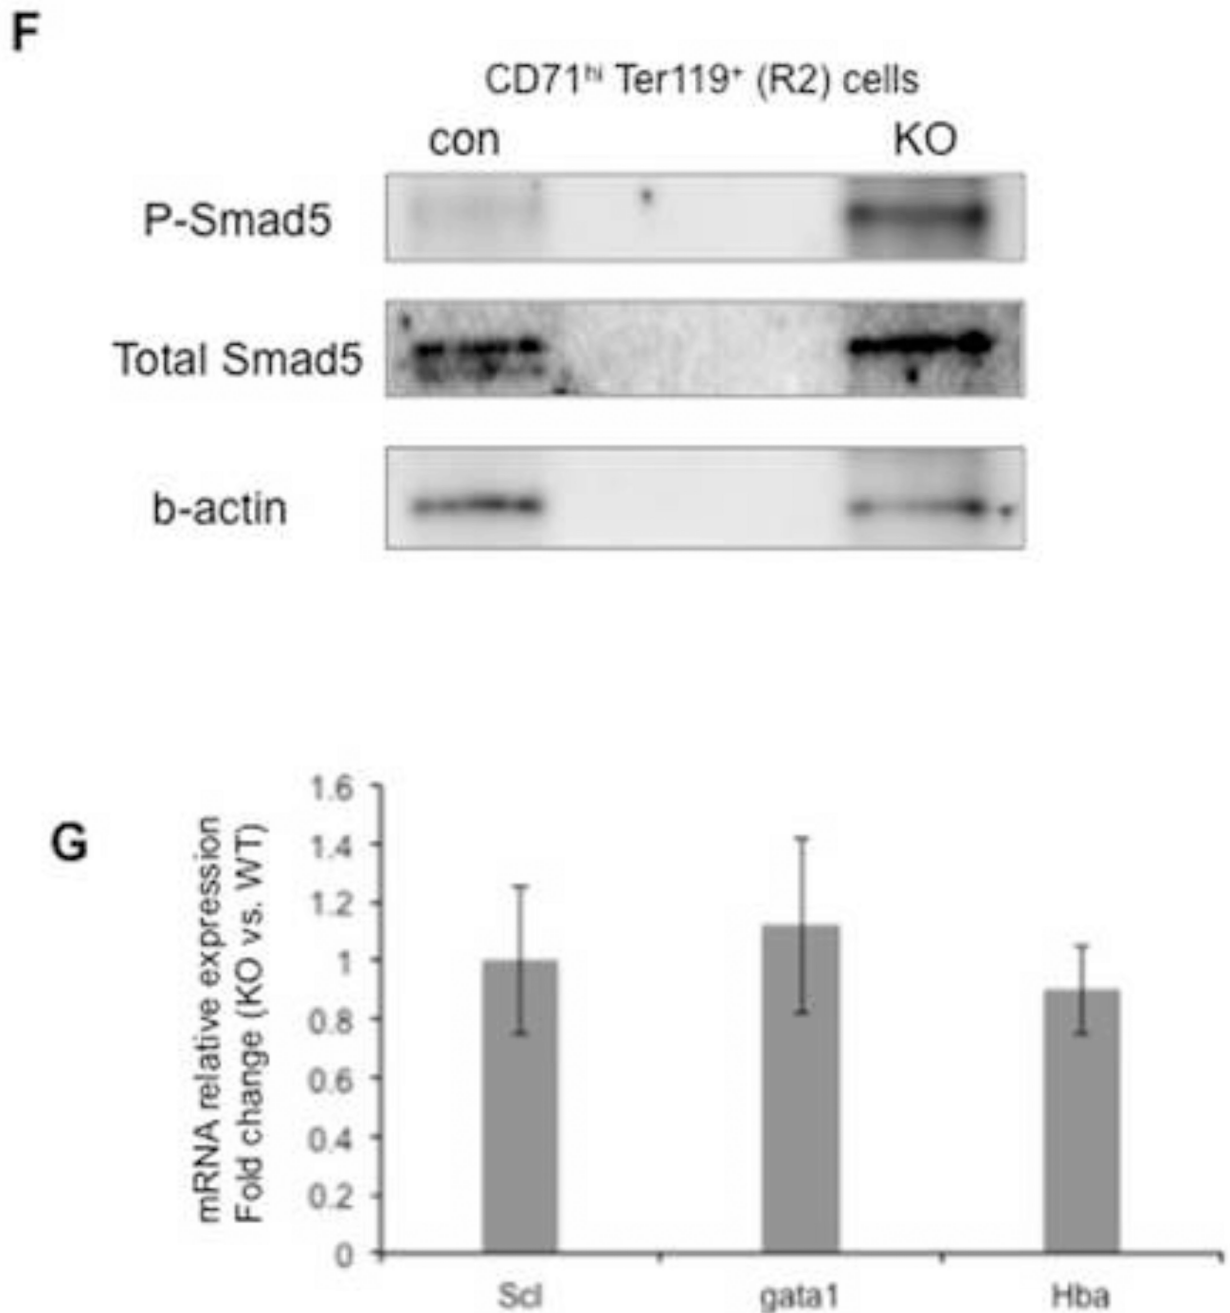 F
CD71ʰⁱ Ter119⁺ (R2) cells
con KO
P-Smad5
Total Smad5
b-actin
G
mRNA relative expression
Fold change (KO vs. WT)
1.6
1.4
1.2
1
0.8
0.6
0.4
0.2
0
Scl gata1 Hba